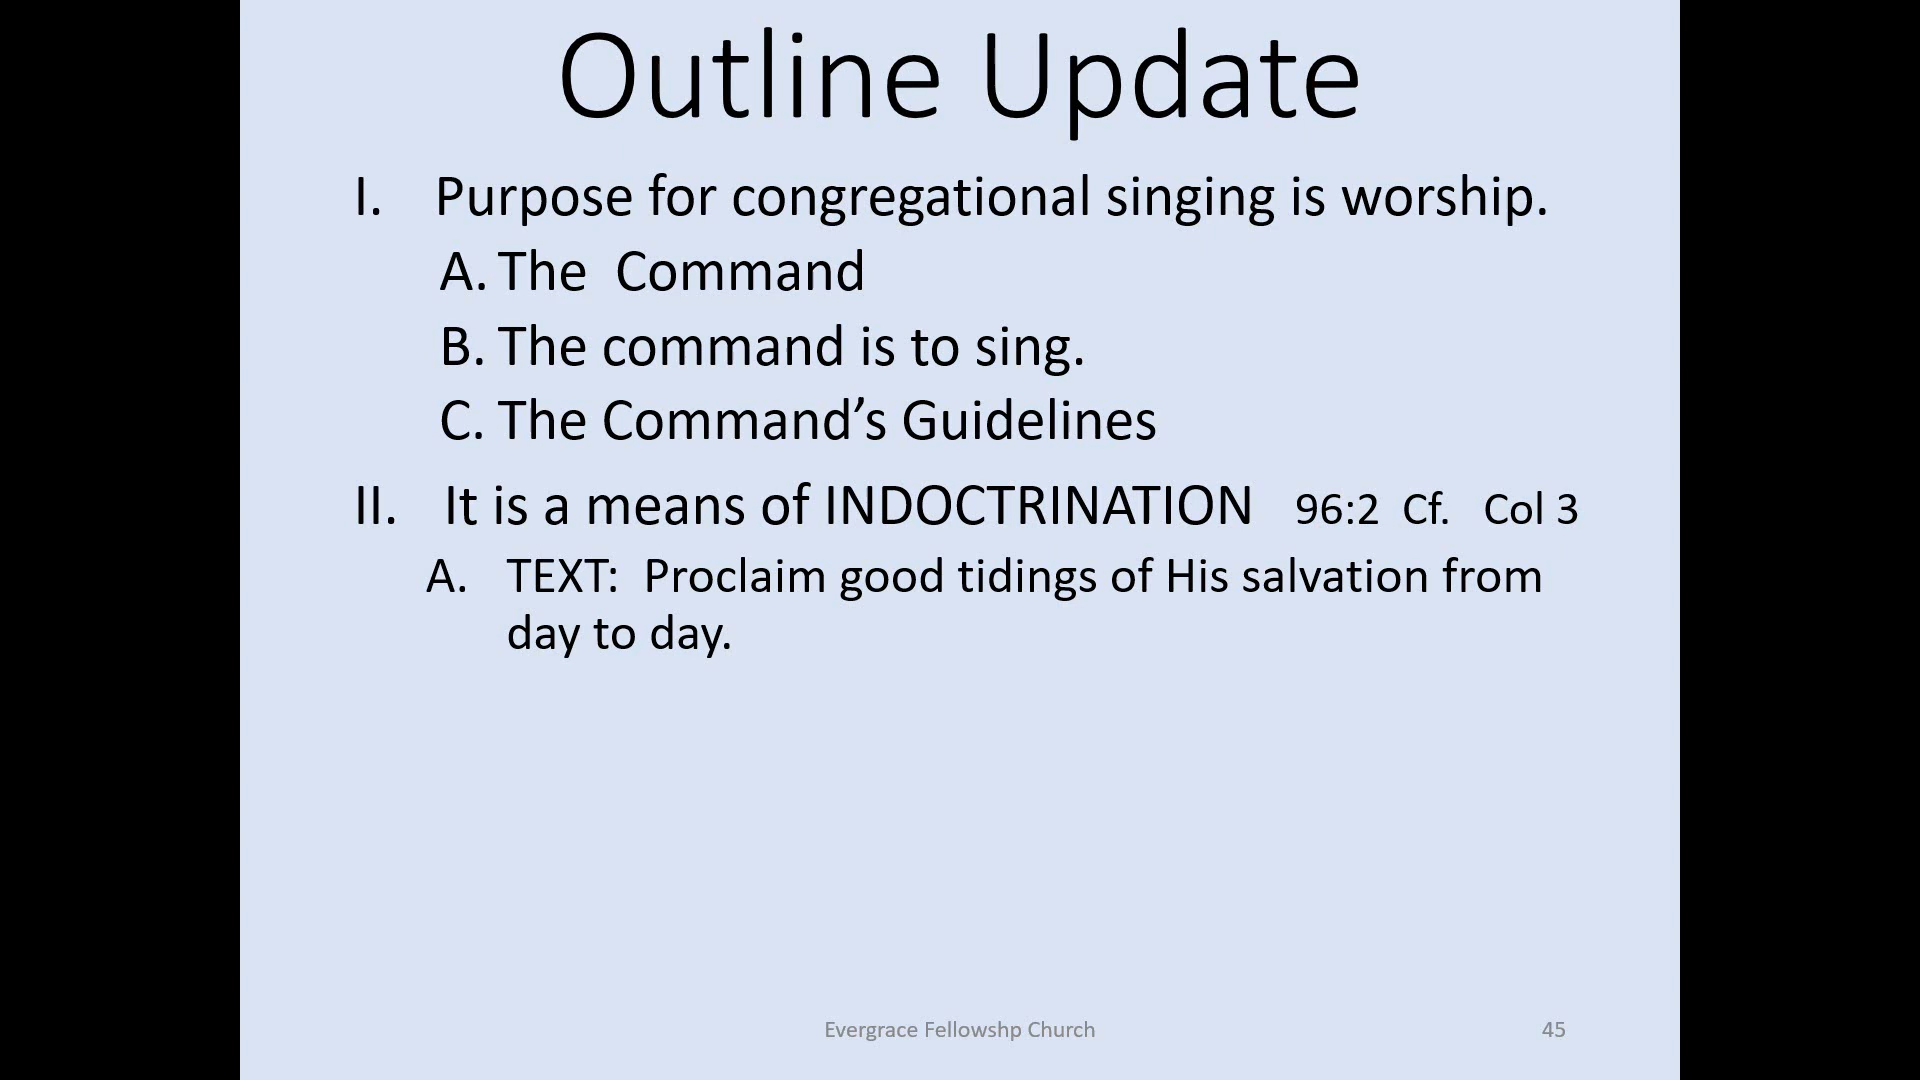 Outline Update
I. Purpose for congregational singing is worship.
A. The  Command
B. The command is to sing.
C. The Command’s Guidelines
II. It is a means of INDOCTRINATION 96:2 Cf. Col 3
A. TEXT: Proclaim good tidings of His salvation from
day to day.
Evergrace Fellowshp Church 45